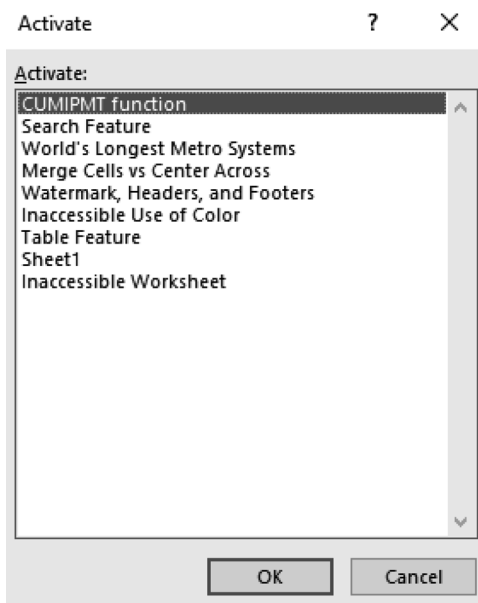 Activate ? ×
Activate:
CUMIPMT function
Search Feature
World's Longest Metro Systems
Merge Cells vs Center Across
Watermark, Headers, and Footers
Inaccessible Use of Color
Table Feature
Sheet1
Inaccessible Worksheet
OK Cancel